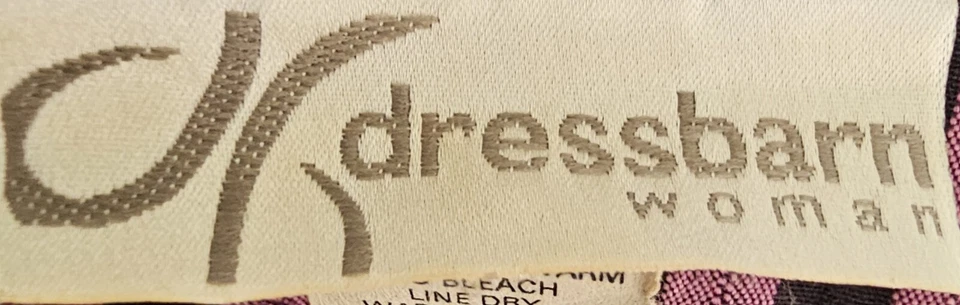 dressbarn
woman
BLEACH
LINE DRY